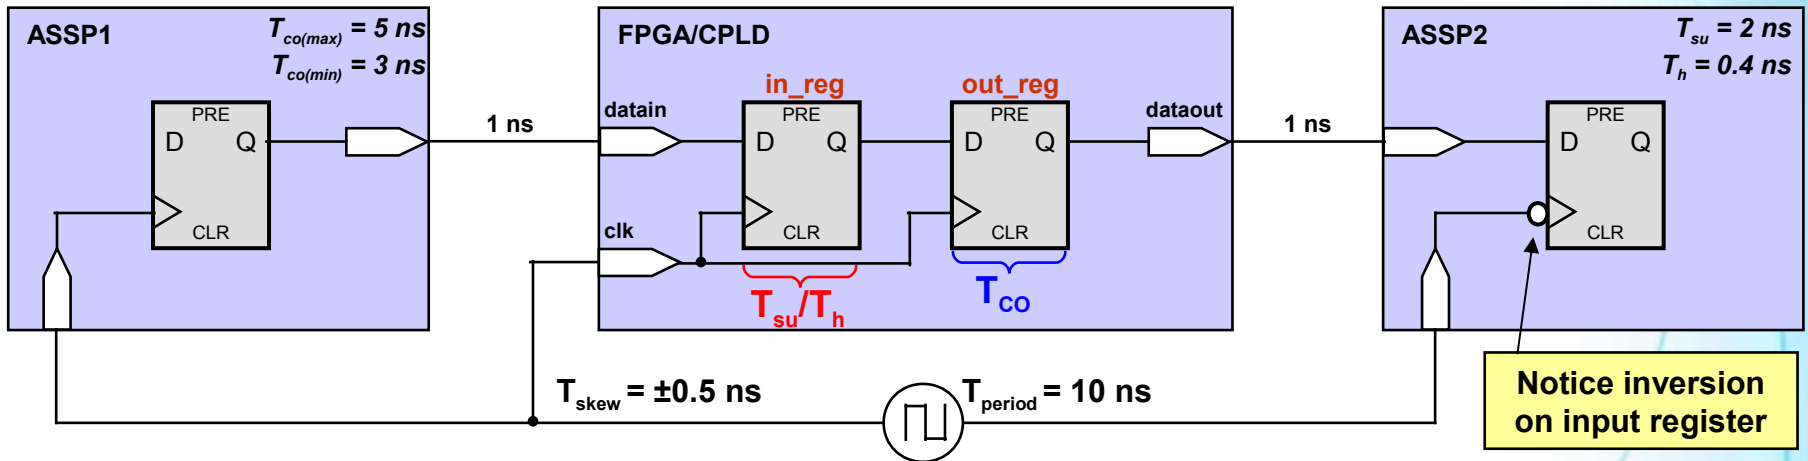 ASSP1
Tco(max) = 5 ns
Tco(min) = 3 ns
PRE
D Q
CLR
1 ns
FPGA/CPLD
in_reg
out_reg
datain
PRE
D Q
CLR
clk
Tsu/Th
PRE
D Q
CLR
TCO
dataout
1 ns
ASSP2
Tsu = 2 ns
Th = 0.4 ns
PRE
D Q
CLR
Tskew = ±0.5 ns
Tperiod = 10 ns
Notice inversion
on input register